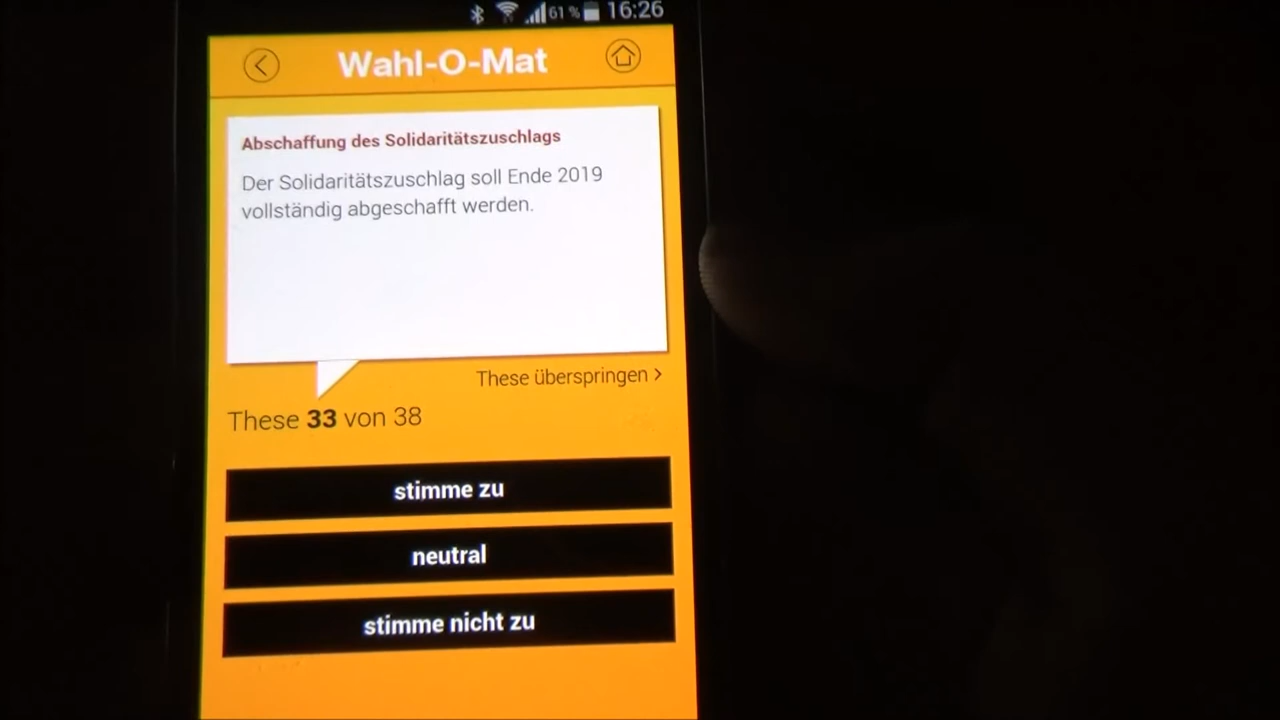 61 % 16:26
Wahl-O-Mat
Abschaffung des Solidaritätszuschlags
Der Solidaritätszuschlag soll Ende 2019
vollständig abgeschafft werden.
These überspringen >
These 33 von 38
stimme zu
neutral
stimme nicht zu